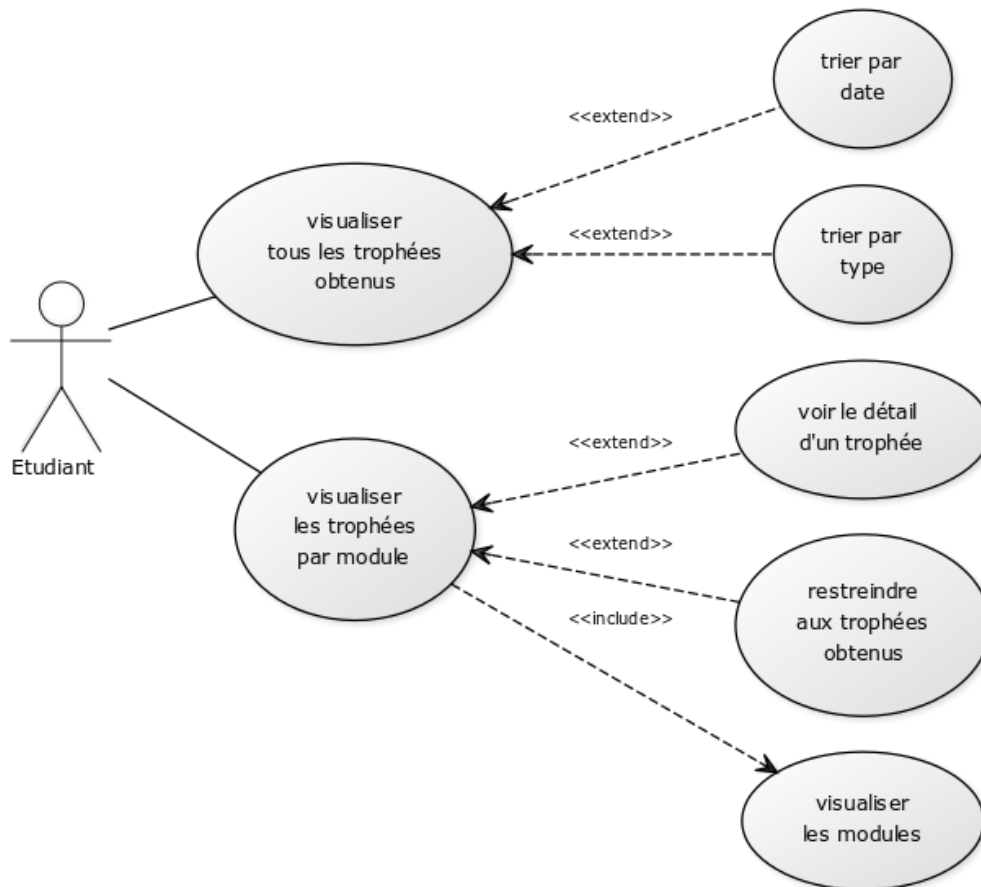 trier par
date
<<extend>>
visualiser
tous les trophées
obtenus
<<extend>>
trier par
type
Etudiant
voir le détail
d'un trophée
<<extend>>
visualiser
les trophées
par module
<<extend>>
restreindre
aux trophées
obtenus
<<include>>
visualiser
les modules